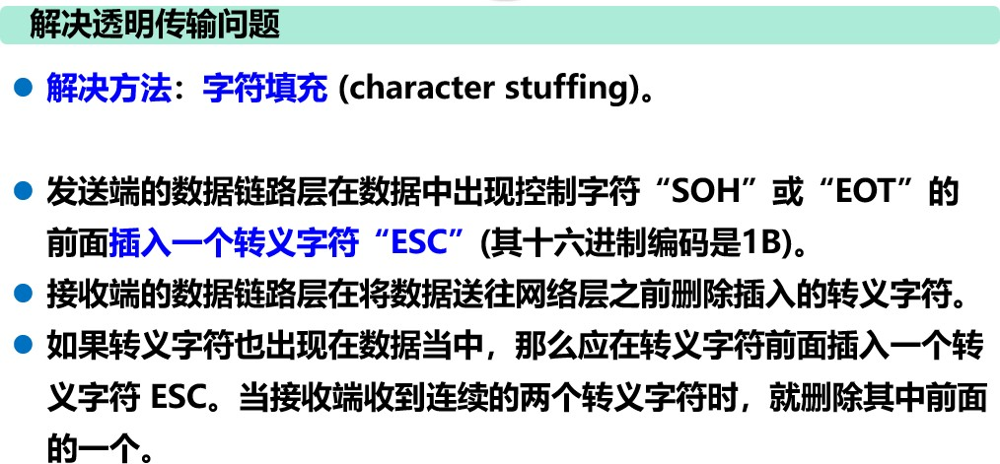 解决透明传输问题
解决方法：字符填充 (character stuffing)。
发送端的数据链路层在数据中出现控制字符“SOH”或“EOT”的
前面插入一个转义字符“ESC”(其十六进制编码是1B)。
接收端的数据链路层在将数据送往网络层之前删除插入的转义字符。
如果转义字符也出现在数据当中，那么应在转义字符前面插入一个转
义字符 ESC。当接收端收到连续的两个转义字符时，就删除其中前面
的一个。